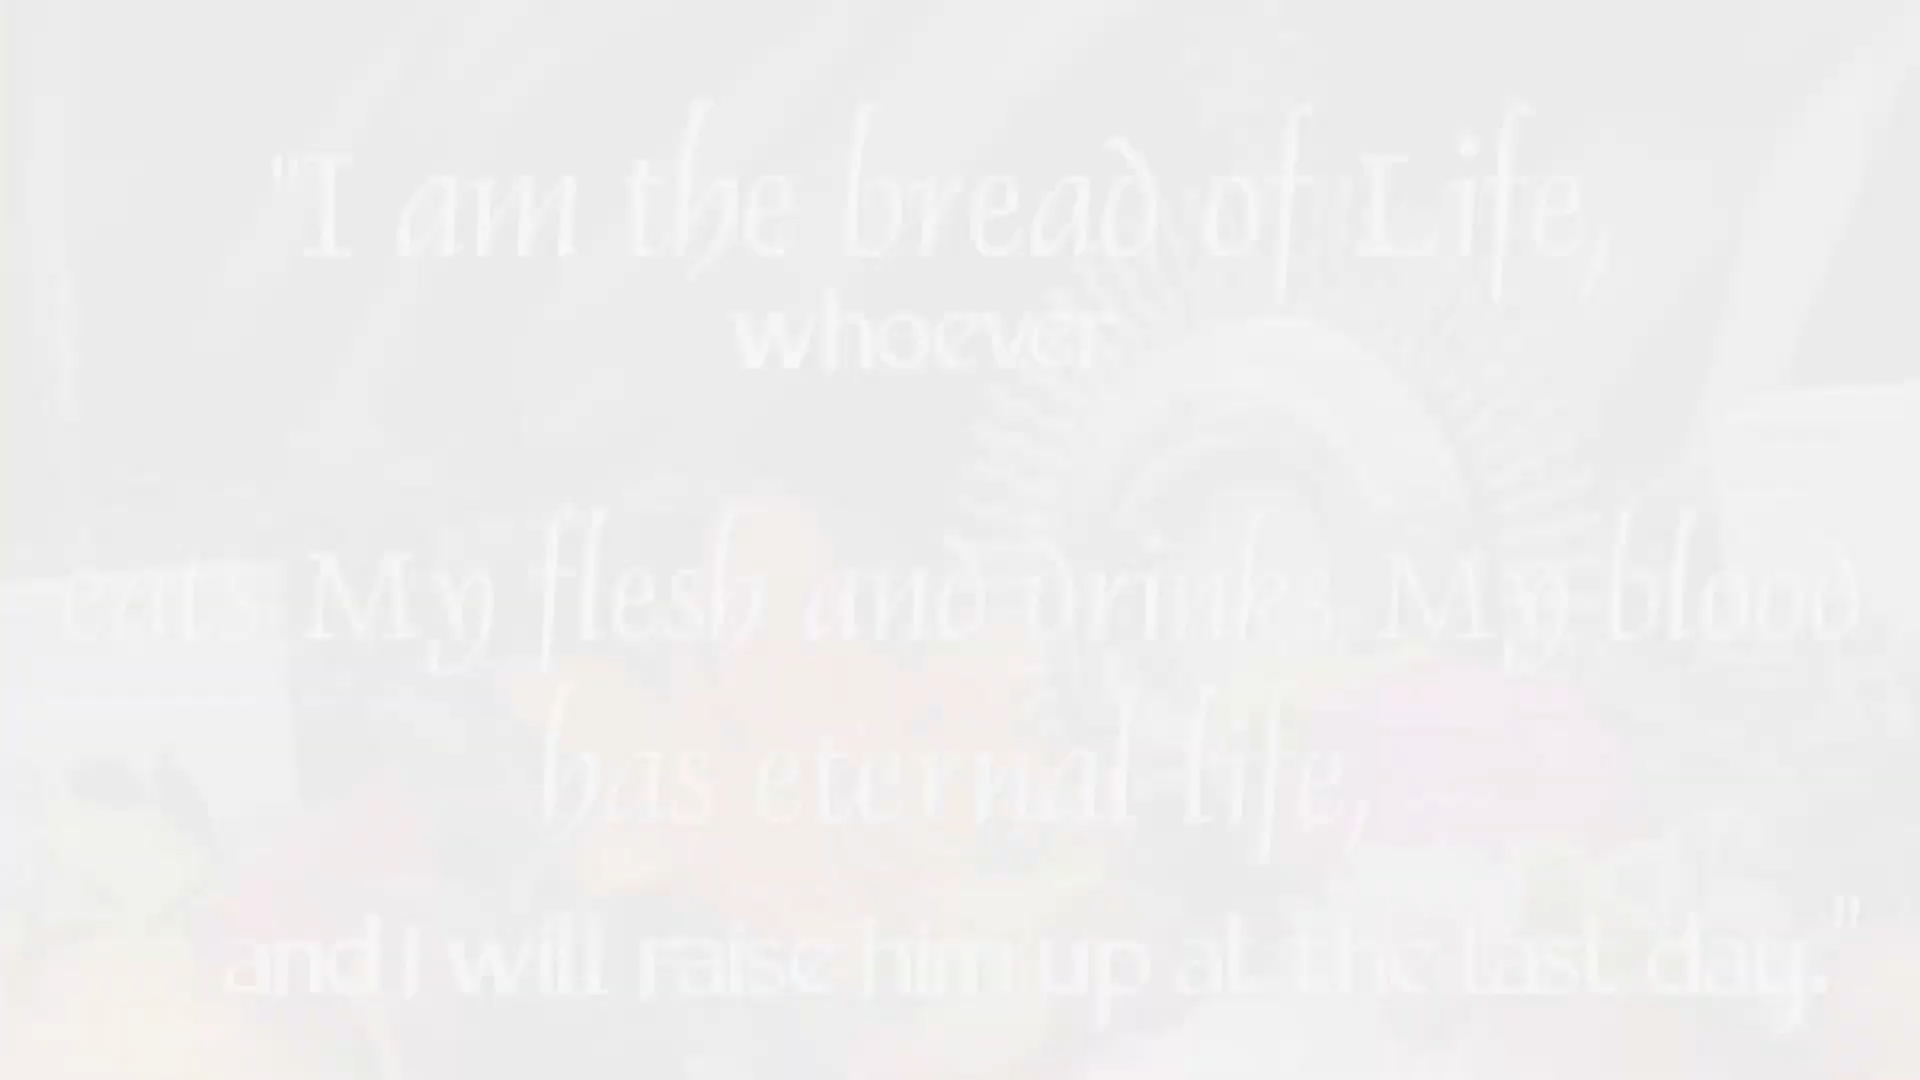 "I am the bread of Life,
whoever
eats My flesh and drinks My blood
has eternal life,
and I will raise him up at the last day."